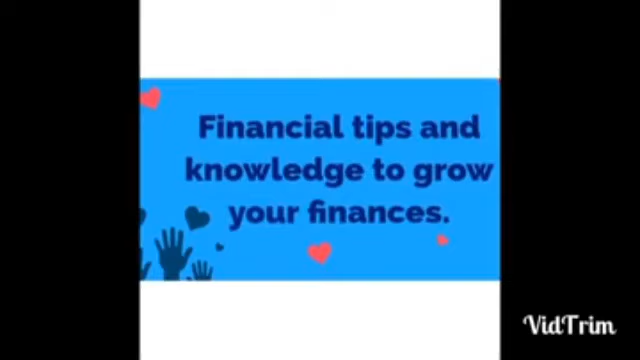 Financial tips and
knowledge to grow
your finances.
VidTrim